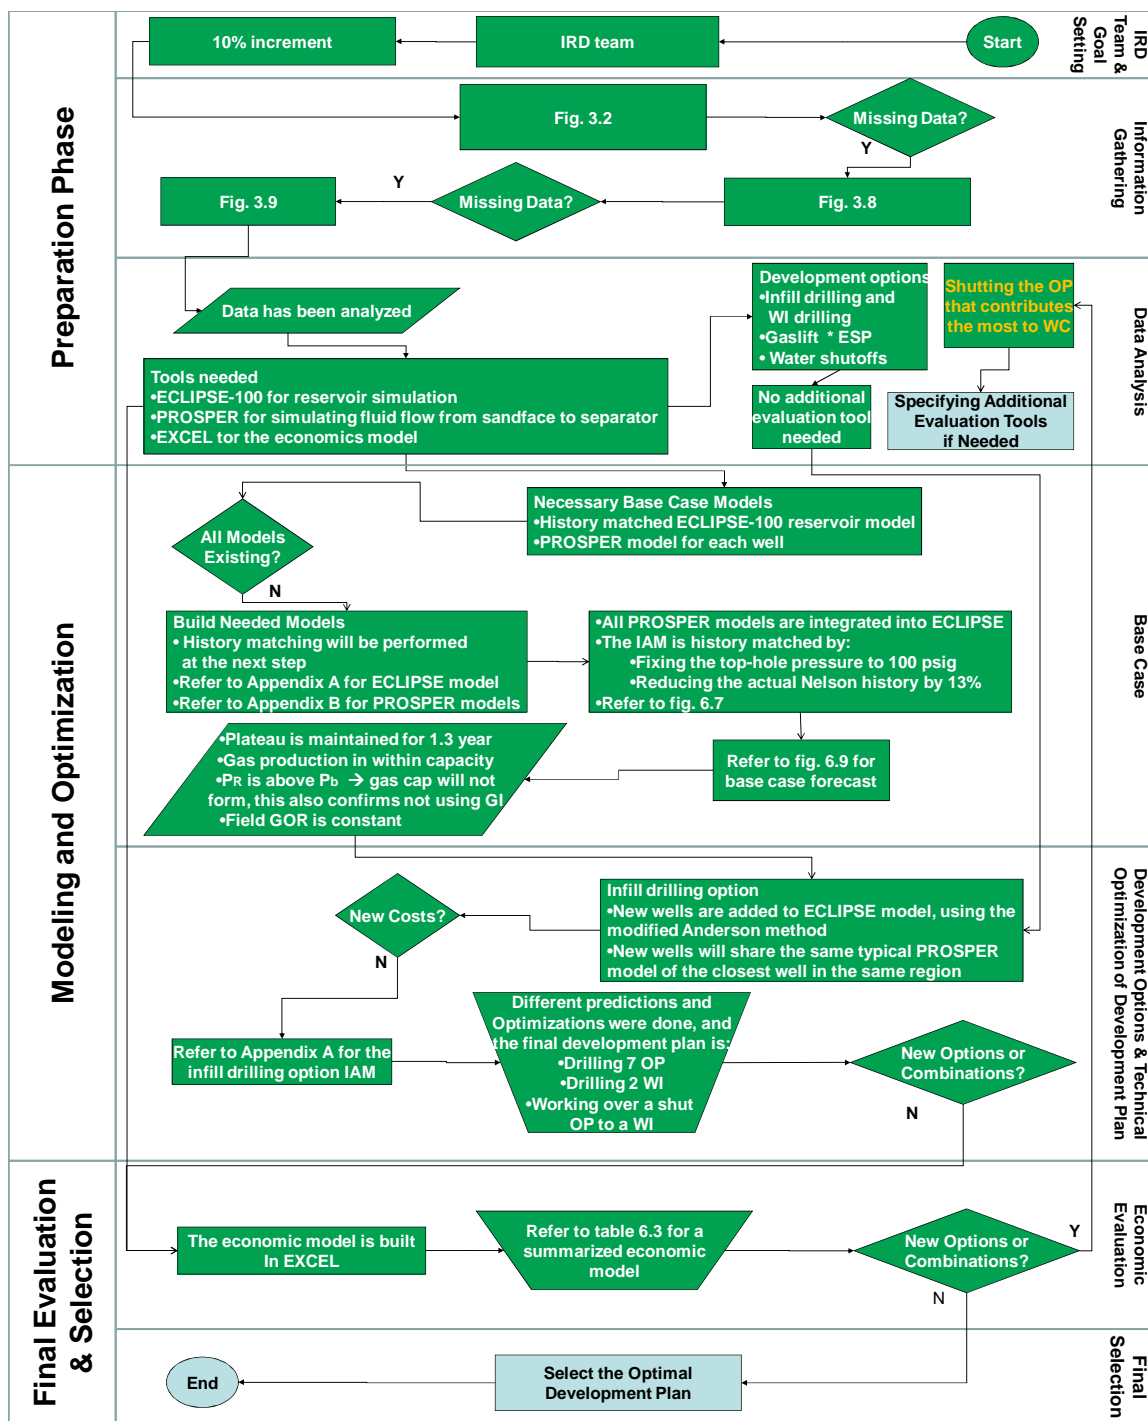 Preparation Phase
IRD
Team &
Goal
Setting
Start
IRD team
10% increment
Information
Gathering
Fig. 3.2
Missing Data?
Y
Fig. 3.8
Missing Data?
Y
Fig. 3.9
Data Analysis
Data has been analyzed
Tools needed
•ECLIPSE-100 for reservoir simulation
•PROSPER for simulating fluid flow from sandface to separator
•EXCEL tor the economics model
Development options
•Infill drilling and
WI drilling
•Gaslift * ESP
• Water shutoffs
No additional
evaluation tool
needed
Shutting the OP
that contributes
the most to WC
Specifying Additional
Evaluation Tools
if Needed
Modeling and Optimization
Base Case
Necessary Base Case Models
•History matched ECLIPSE-100 reservoir model
•PROSPER model for each well
All Models
Existing?
N
Build Needed Models
• History matching will be performed
at the next step
•Refer to Appendix A for ECLIPSE model
•Refer to Appendix B for PROSPER models
•All PROSPER models are integrated into ECLIPSE
•The IAM is history matched by:
•Fixing the top-hole pressure to 100 psig
•Reducing the actual Nelson history by 13%
•Refer to fig. 6.7
Refer to fig. 6.9 for
base case forecast
•Plateau is maintained for 1.3 year
•Gas production in within capacity
•PR is above Pb → gas cap will not
form, this also confirms not using GI
•Field GOR is constant
Development Options & Technical
Optimization of Development Plan
Infill drilling option
•New wells are added to ECLIPSE model, using the
modified Anderson method
•New wells will share the same typical PROSPER
model of the closest well in the same region
New Costs?
N
Refer to Appendix A for the
infill drilling option IAM
Different predictions and
Optimizations were done, and
the final development plan is:
•Drilling 7 OP
•Drilling 2 WI
•Working over a shut
OP to a WI
New Options or
Combinations?
N
Final Evaluation
& Selection
Economic
Evaluation
The economic model is built
In EXCEL
Refer to table 6.3 for a
summarized economic
model
New Options or
Combinations?
Y
N
Final
Selection
Select the Optimal
Development Plan
End